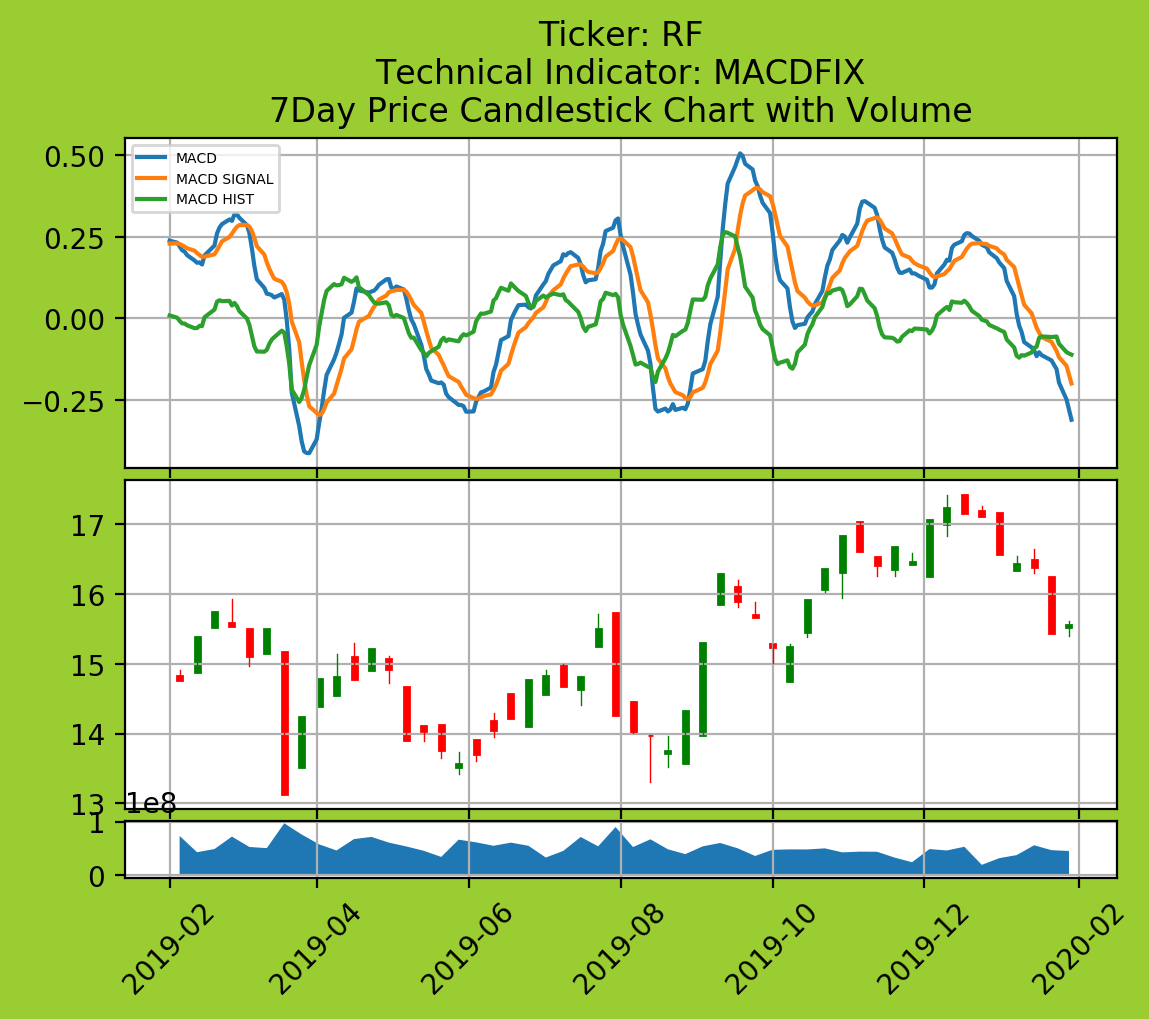 Ticker: RF
Technical Indicator: MACDFIX
7Day Price Candlestick Chart with Volume
MACD
MACD SIGNAL
MACD HIST
0.50
0.25
0.00
−0.25
17
16
15
14
13
1e8
1
0
2019-02
2019-04
2019-06
2019-08
2019-10
2019-12
2020-02